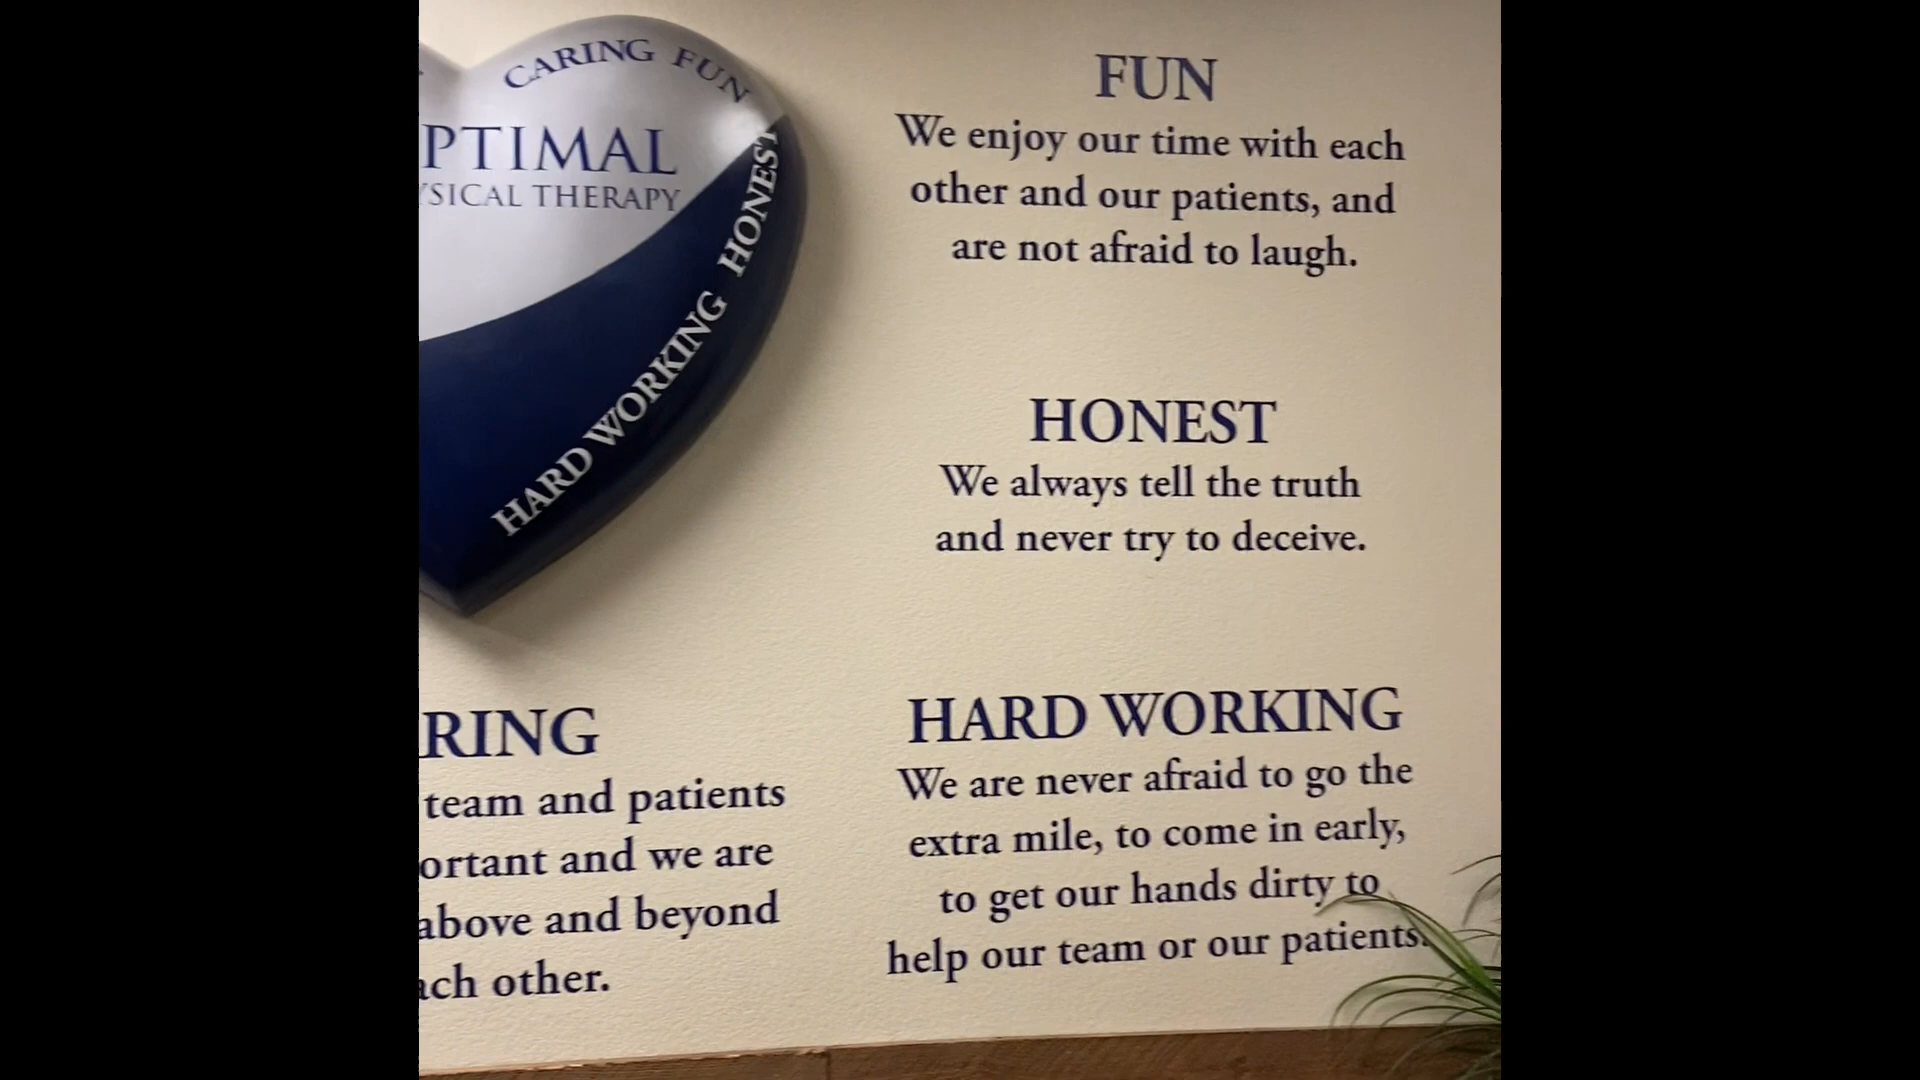 CARING FUN
PTIMAL
YSICAL THERAPY
HARD WORKING HONEST
FUN
We enjoy our time with each
other and our patients, and
are not afraid to laugh.
HONEST
We always tell the truth
and never try to deceive.
RING
team and patients
ortant and we are
above and beyond
ach other.
HARD WORKING
We are never afraid to go the
extra mile, to come in early,
to get our hands dirty to
help our team or our patients.